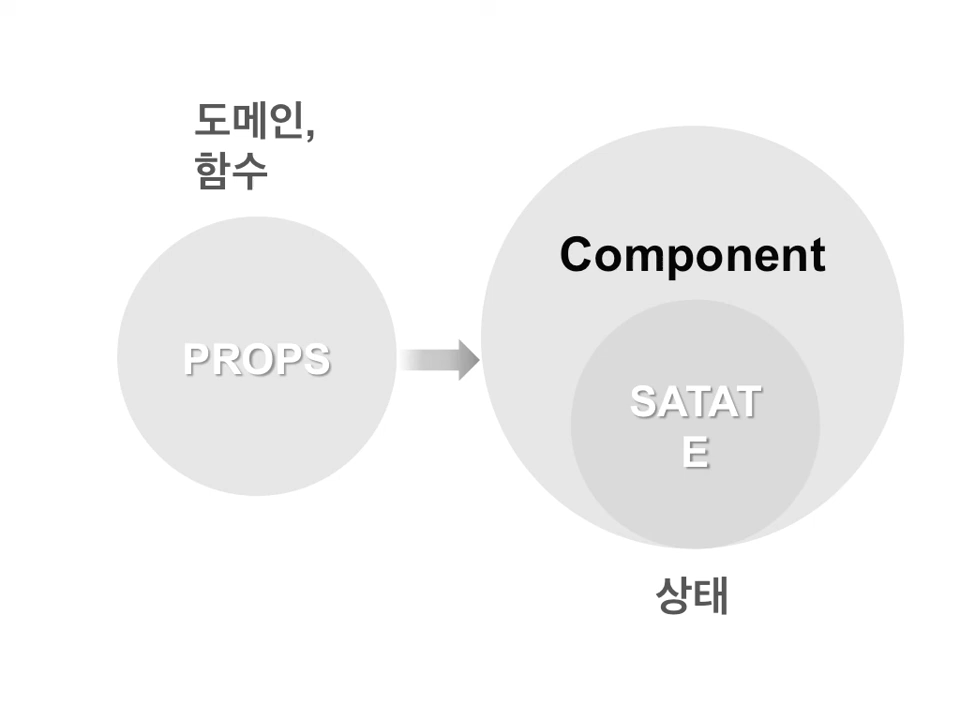 도메인,
함수
Component
PROPS
SATAT
E
상태